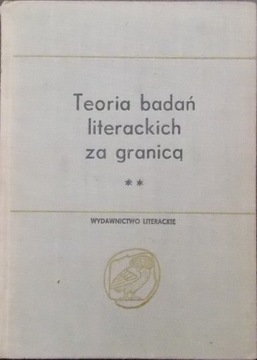 Teoria badań
literackich
za granicą
**
WYDAWNICTWO LITERACKIE